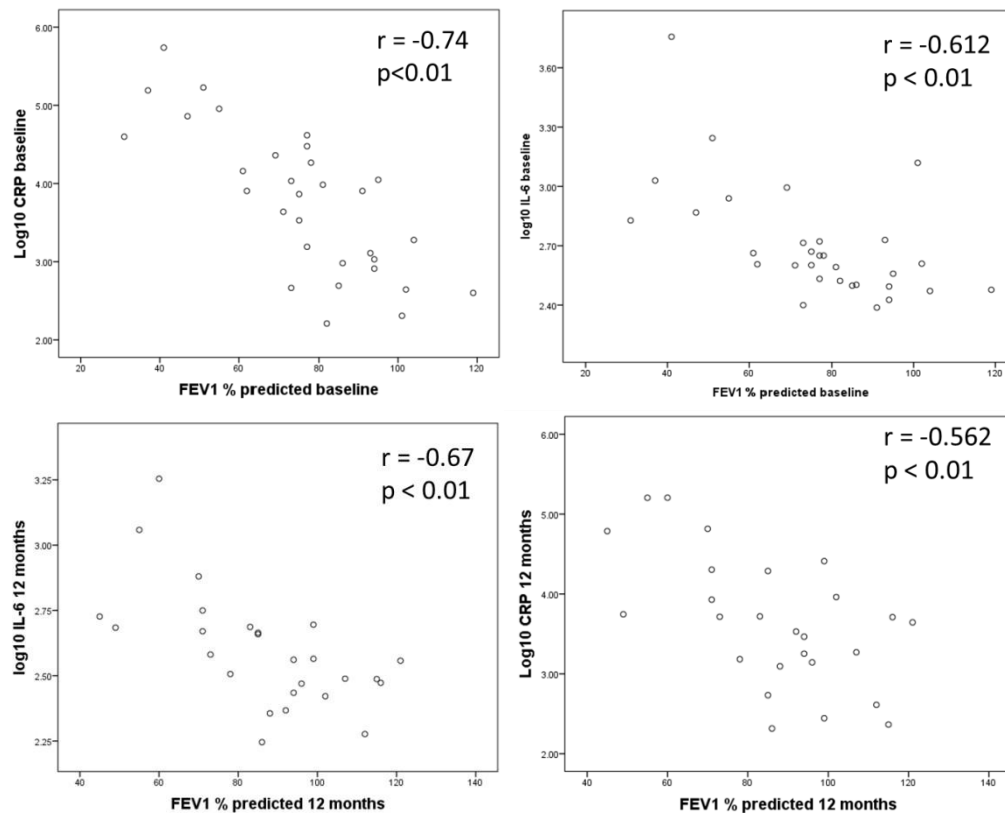 r = -0.74
p<0.01
Log10 CRP baseline
6.00
5.00
4.00
3.00
2.00
20 40 60 80 100 120
FEV1 % predicted baseline
r = -0.612
p < 0.01
log10 IL-6 baseline
3.60
3.30
3.00
2.70
2.40
20 40 60 80 100 120
FEV1 % predicted baseline
r = -0.67
p < 0.01
log10 IL-6 12 months
3.25
3.00
2.75
2.50
2.25
40 60 80 100 120 140
FEV1 % predicted 12 months
r = -0.562
p < 0.01
Log10 CRP 12 months
6.00
5.00
4.00
3.00
2.00
40 60 80 100 120 140
FEV1 % predicted 12 months